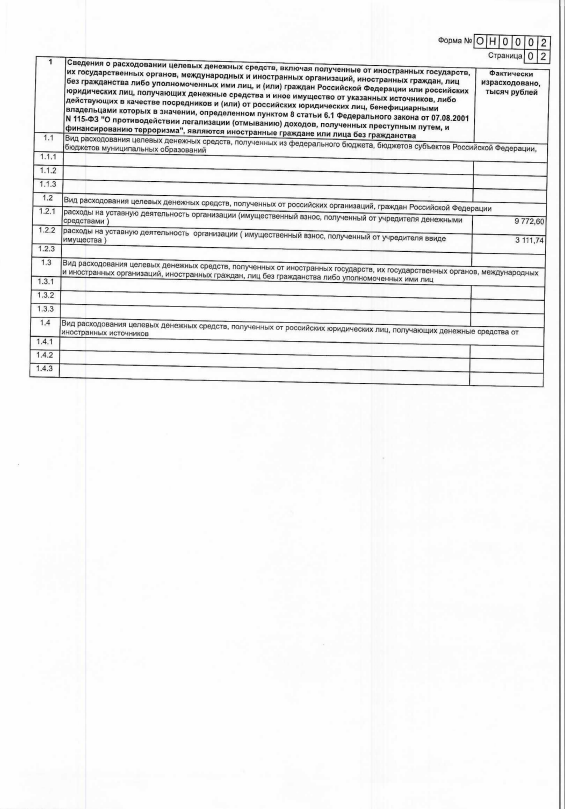 Форма № О Н 0 0 0 2
Страница 0 2
1 Сведения о расходовании целевых денежных средств, включая полученные от иностранных государств,
их государственных органов, международных и иностранных организаций, иностранных граждан, лиц
без гражданства либо уполномоченных ими лиц, и (или) граждан Российской Федерации или российских
юридических лиц, получающих денежные средства и иное имущество от указанных источников, либо
действующих в качестве посредников и (или) от российских юридических лиц, бенефициарными
владельцами которых в значении, определенном пунктом 8 статьи 6.1 Федерального закона от 07.08.2001
N 115-ФЗ "О противодействии легализации (отмыванию) доходов, полученных преступным путем, и
финансированию терроризма", являются иностранные граждане или лица без гражданства
Фактически
израсходовано,
тысяч рублей
1.1 Вид расходования целевых денежных средств, полученных из федерального бюджета, бюджетов субъектов Российской Федерации,
бюджетов муниципальных образований
1.1.1
1.1.2
1.1.3
1.2 Вид расходования целевых денежных средств, полученных от российских организаций, граждан Российской Федерации
1.2.1 расходы на уставную деятельность организации (имущественный взнос, полученный от учредителя денежными
средствами ) 9 772,60
1.2.2 расходы на уставную деятельность организации ( имущественный взнос, полученный от учредителя ввиде
имущества ) 3 111,74
1.2.3
1.3 Вид расходования целевых денежных средств, полученных от иностранных государств, их государственных органов, международных
и иностранных организаций, иностранных граждан, лиц без гражданства либо уполномоченных ими лиц
1.3.1
1.3.2
1.3.3
1.4 Вид расходования целевых денежных средств, полученных от российских юридических лиц, получающих денежные средства от
иностранных источников
1.4.1
1.4.2
1.4.3